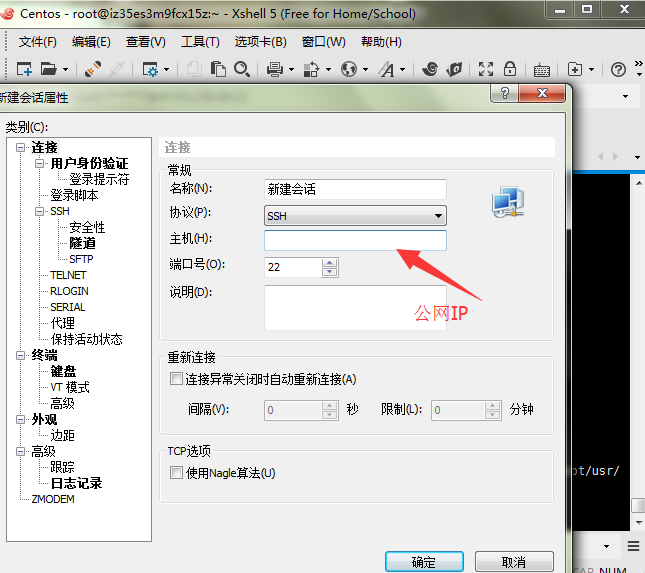 Centos - root@iz35es3m9fcx15z:~ - Xshell 5 (Free for Home/School)
文件(F) 编辑(E) 查看(V) 工具(T) 选项卡(B) 窗口(W) 帮助(H)
新建会话属性
类别(C):
连接
用户身份验证
登录提示符
登录脚本
SSH
安全性
隧道
SFTP
TELNET
RLOGIN
SERIAL
代理
保持活动状态
终端
键盘
VT 模式
高级
外观
边距
高级
跟踪
日志记录
ZMODEM
连接
常规
名称(N): 新建会话
协议(P): SSH
主机(H):
端口号(O): 22
说明(D):
公网IP
重新连接
连接异常关闭时自动重新连接(A)
间隔(V): 0 秒 限制(L): 0 分钟
TCP选项
使用Nagle算法(U)
确定 取消
pt/usr/
CAP NUM